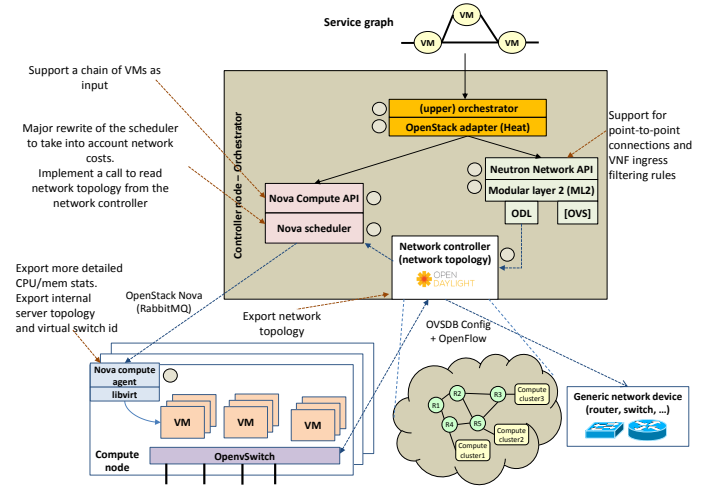 Service graph
VM
VM
VM
Support a chain of VMs as
input
Major rewrite of the scheduler
to take into account network
costs.
Implement a call to read
network topology from the
network controller
Controller node – Orchestrator
(upper) orchestrator
OpenStack adapter (Heat)
Support for
point-to-point
connections and
VNF ingress
filtering rules
Neutron Network API
Modular layer 2 (ML2)
ODL
[OVS]
Nova Compute API
Nova scheduler
Network controller
(network topology)
OPEN
DAYLIGHT
Export more detailed
CPU/mem stats.
Export internal
server topology
and virtual switch id
OpenStack Nova
(RabbitMQ)
Export network
topology
OVSDB Config
+ OpenFlow
Nova compute
agent
libvirt
VM
VM
VM
Compute
node
OpenvSwitch
R1
R2
R3
R4
R5
Compute
cluster3
Compute
cluster2
Compute
cluster1
Generic network device
(router, switch, …)